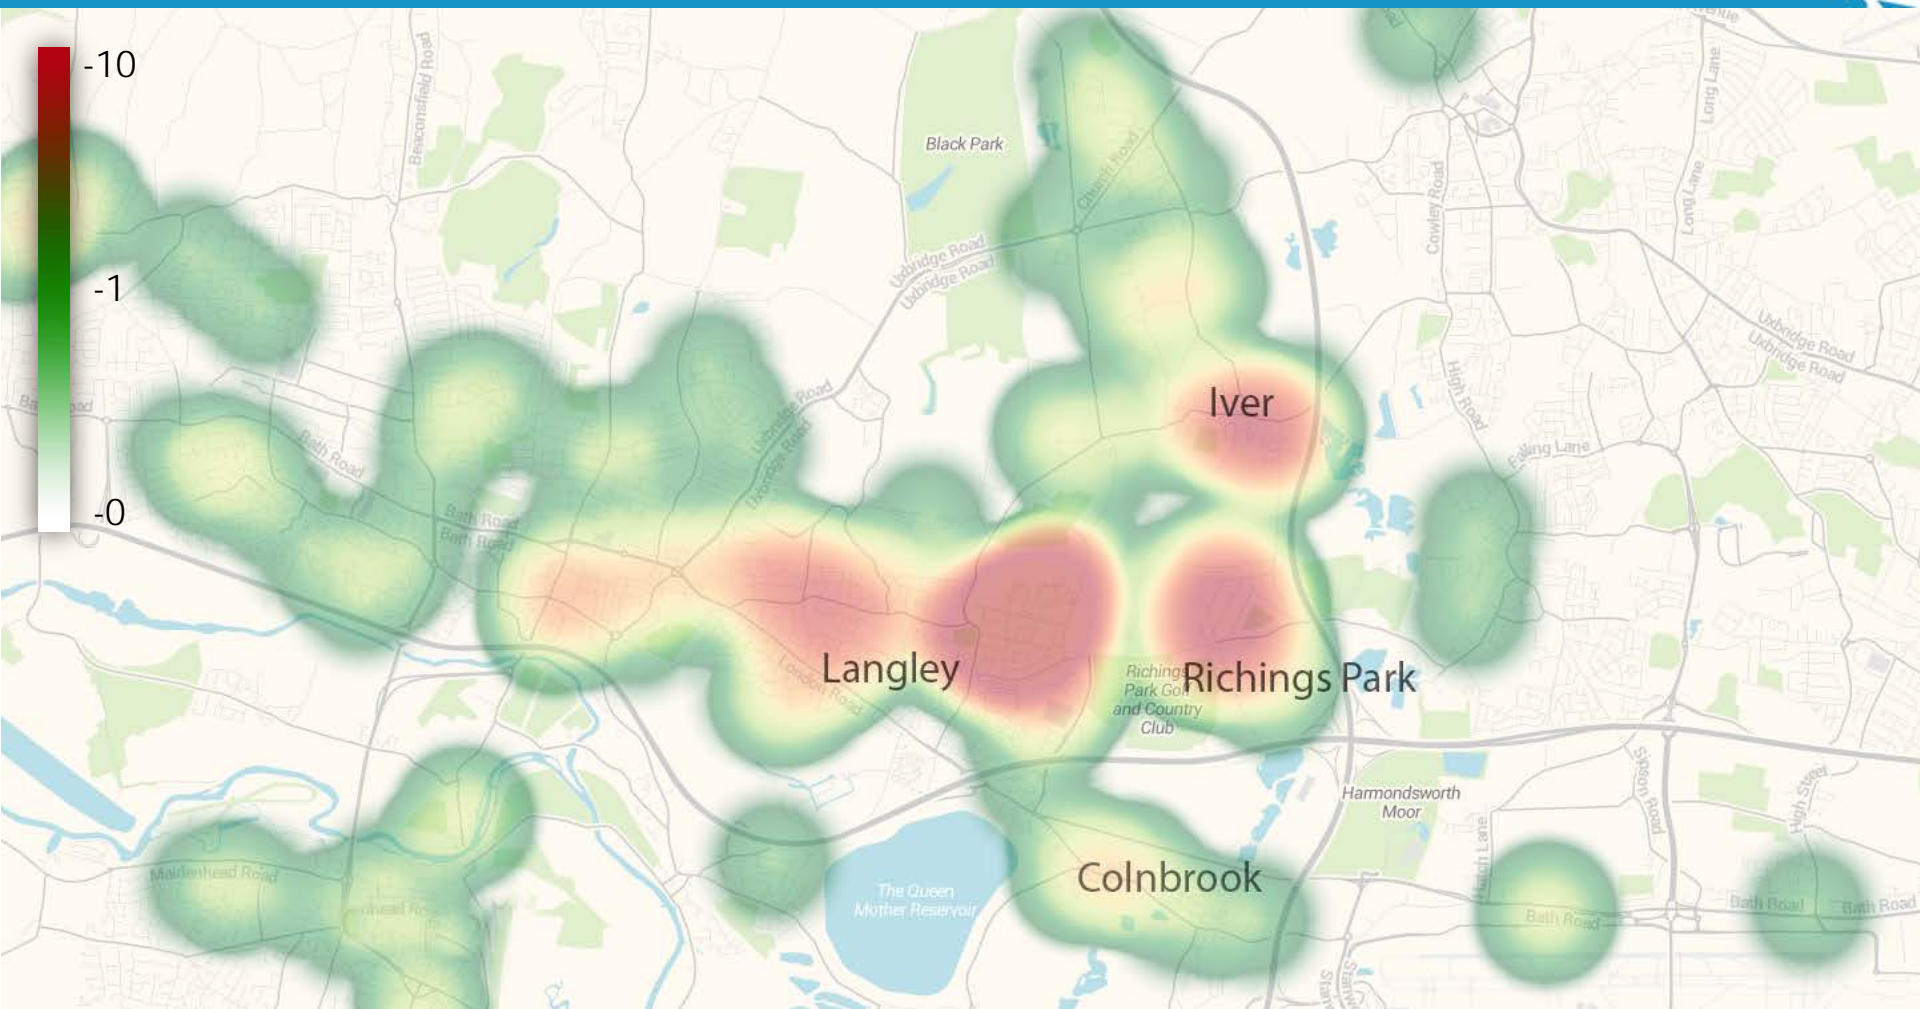 -10
-1
-0
Beaconsfield Road
Black Park
Church Road
Uxbridge Road
Uxbridge Road
Long Lane
Long Lane
Cowley Road
Uxbridge Road
Uxbridge Road
High Road
Iver
Bath Road
Uxbridge Road
Uxbridge Road
Falling Lane
Bath Road
Bath Road
Langley
London Road
Richings
Park Golf
and Country
Club
Richings Park
Harmondsworth
Moor
Sipson Road
High Street
Hatch Lane
Maidenhead Road
The Queen
Mother Reservoir
Colnbrook
Bath Road
Bath Road
Bath Road